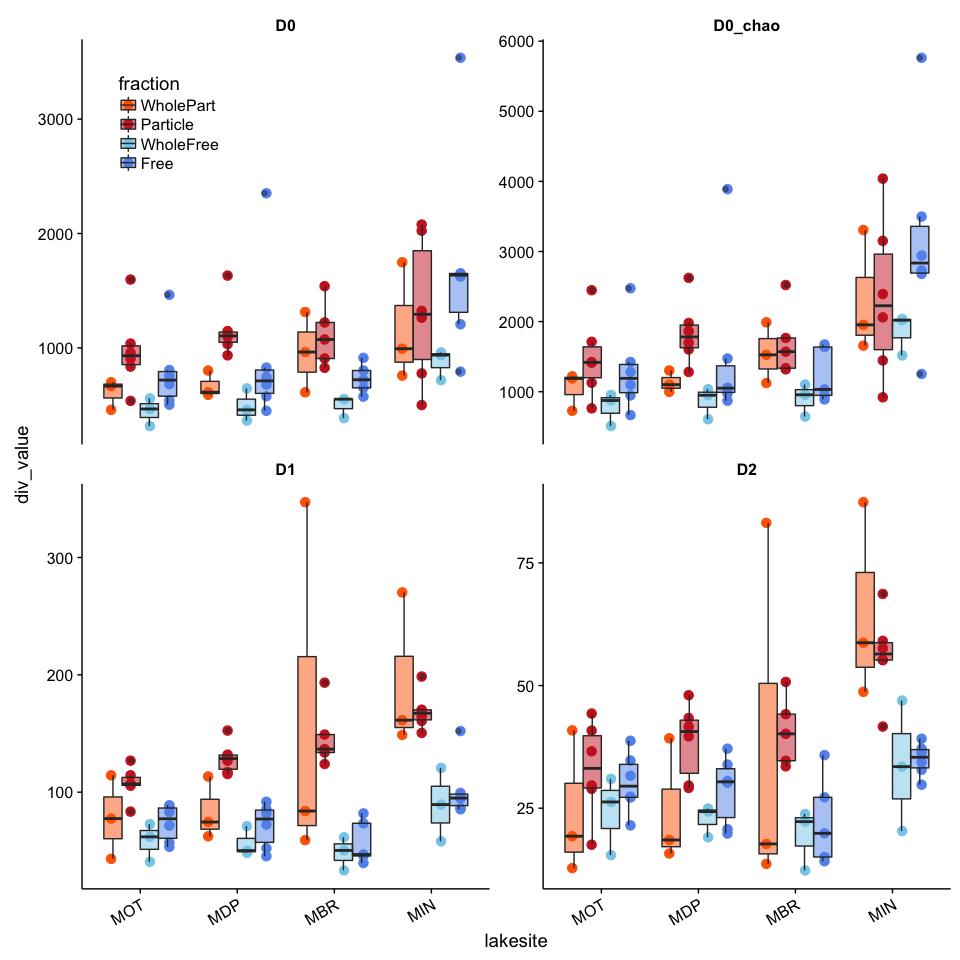 D0
D0_chao
3000
2000
1000
fraction
WholePart
Particle
WholeFree
Free
6000
5000
4000
3000
2000
1000
div_value
D1
D2
300
200
100
75
50
25
MOT
MDP
MBR
MIN
MOT
MDP
MBR
MIN
lakesite